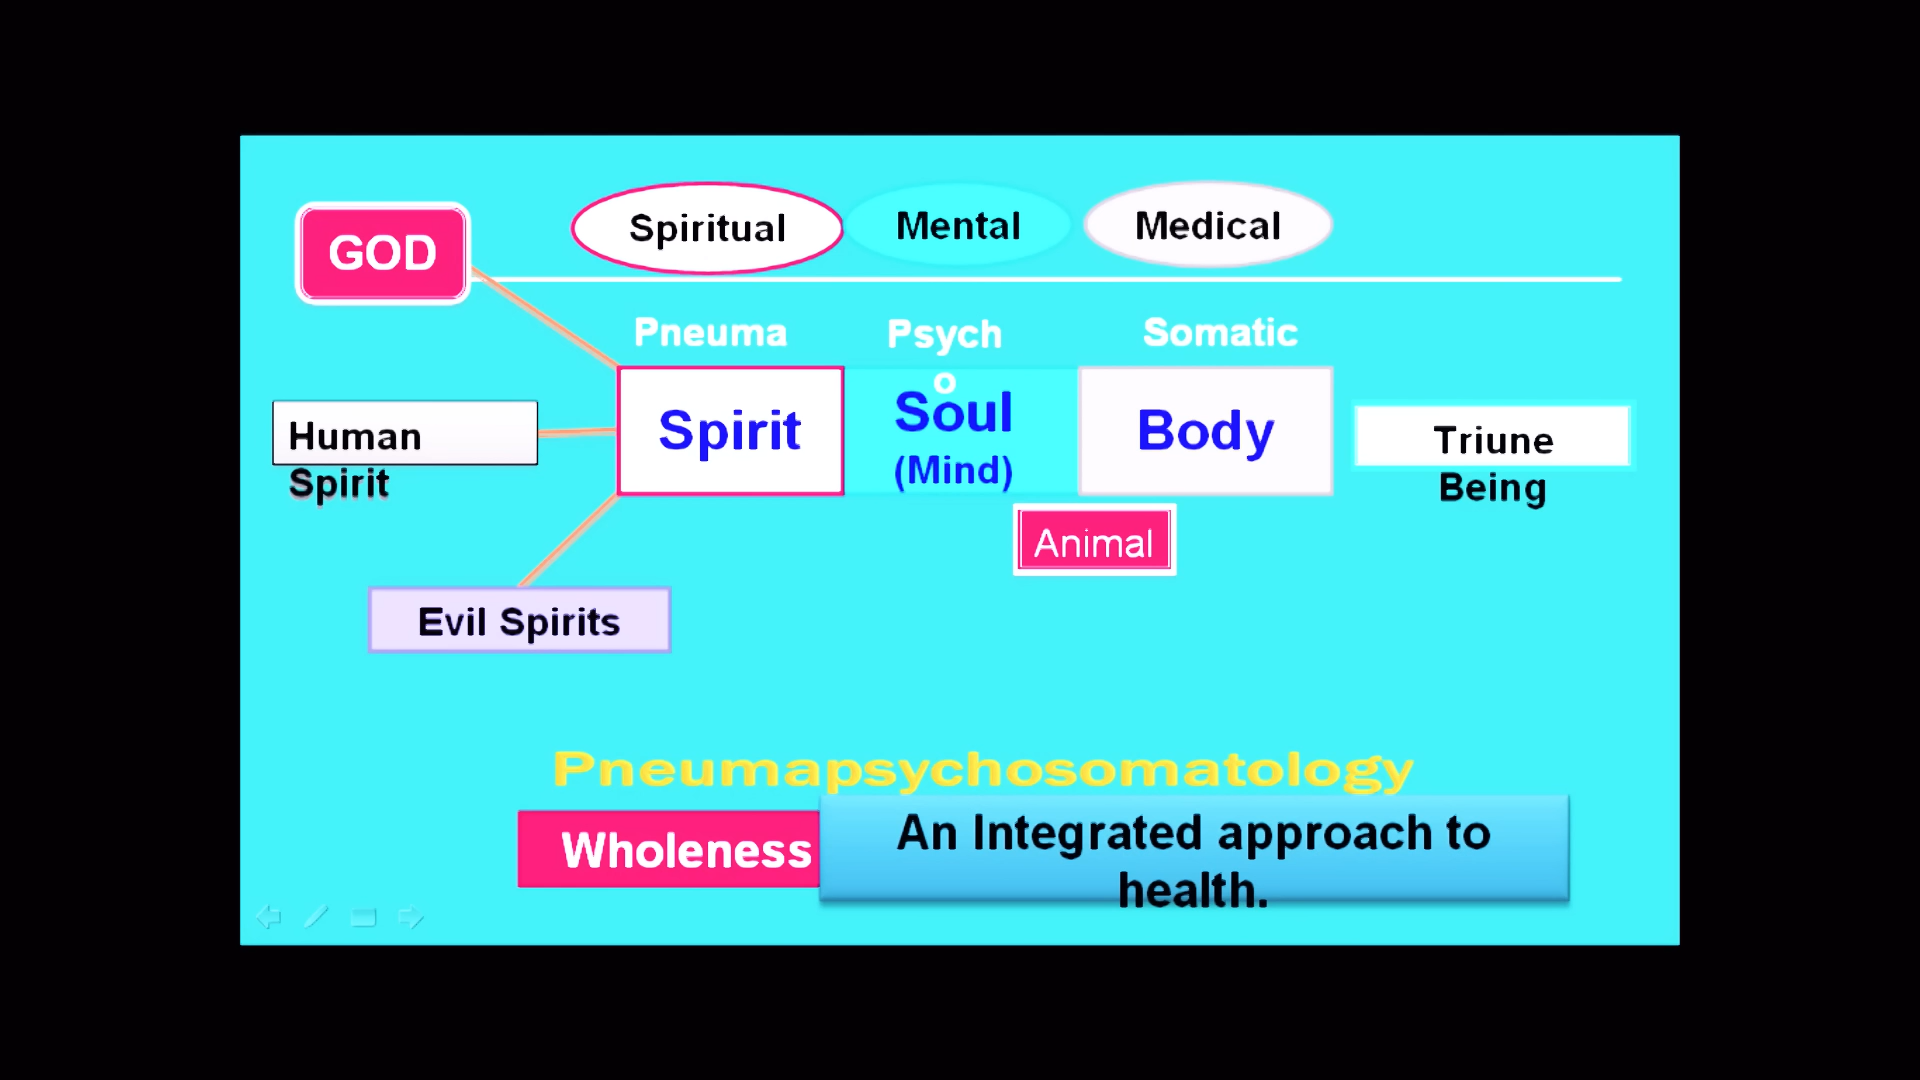 GOD
Spiritual
Mental
Medical
Pneuma
Psych
o
Somatic
Human
Spirit
Spirit
Soul
(Mind)
Body
Triune
Being
Animal
Evil Spirits
Pneumapsychosomatology
Wholeness
An Integrated approach to
health.